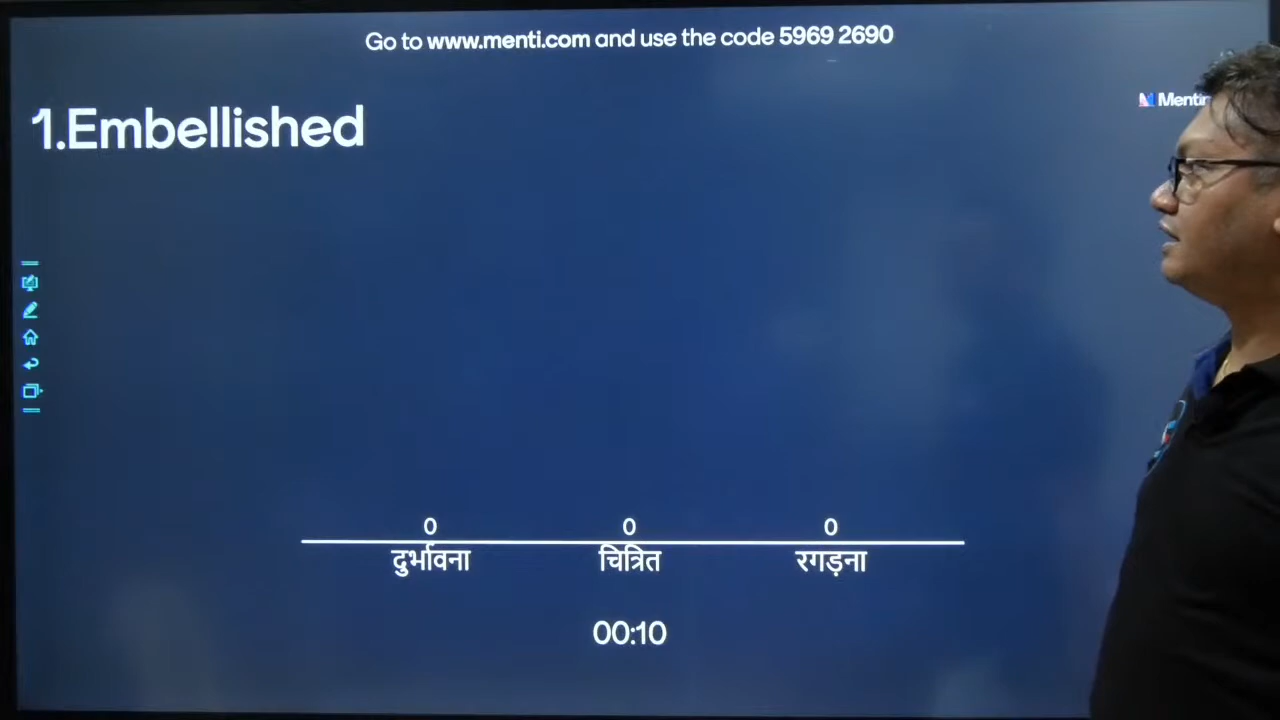 Go to www.menti.com and use the code 5969 2690
1.Embellished
0 0 0
दुर्भावना चित्रित रगड़ना
00:10